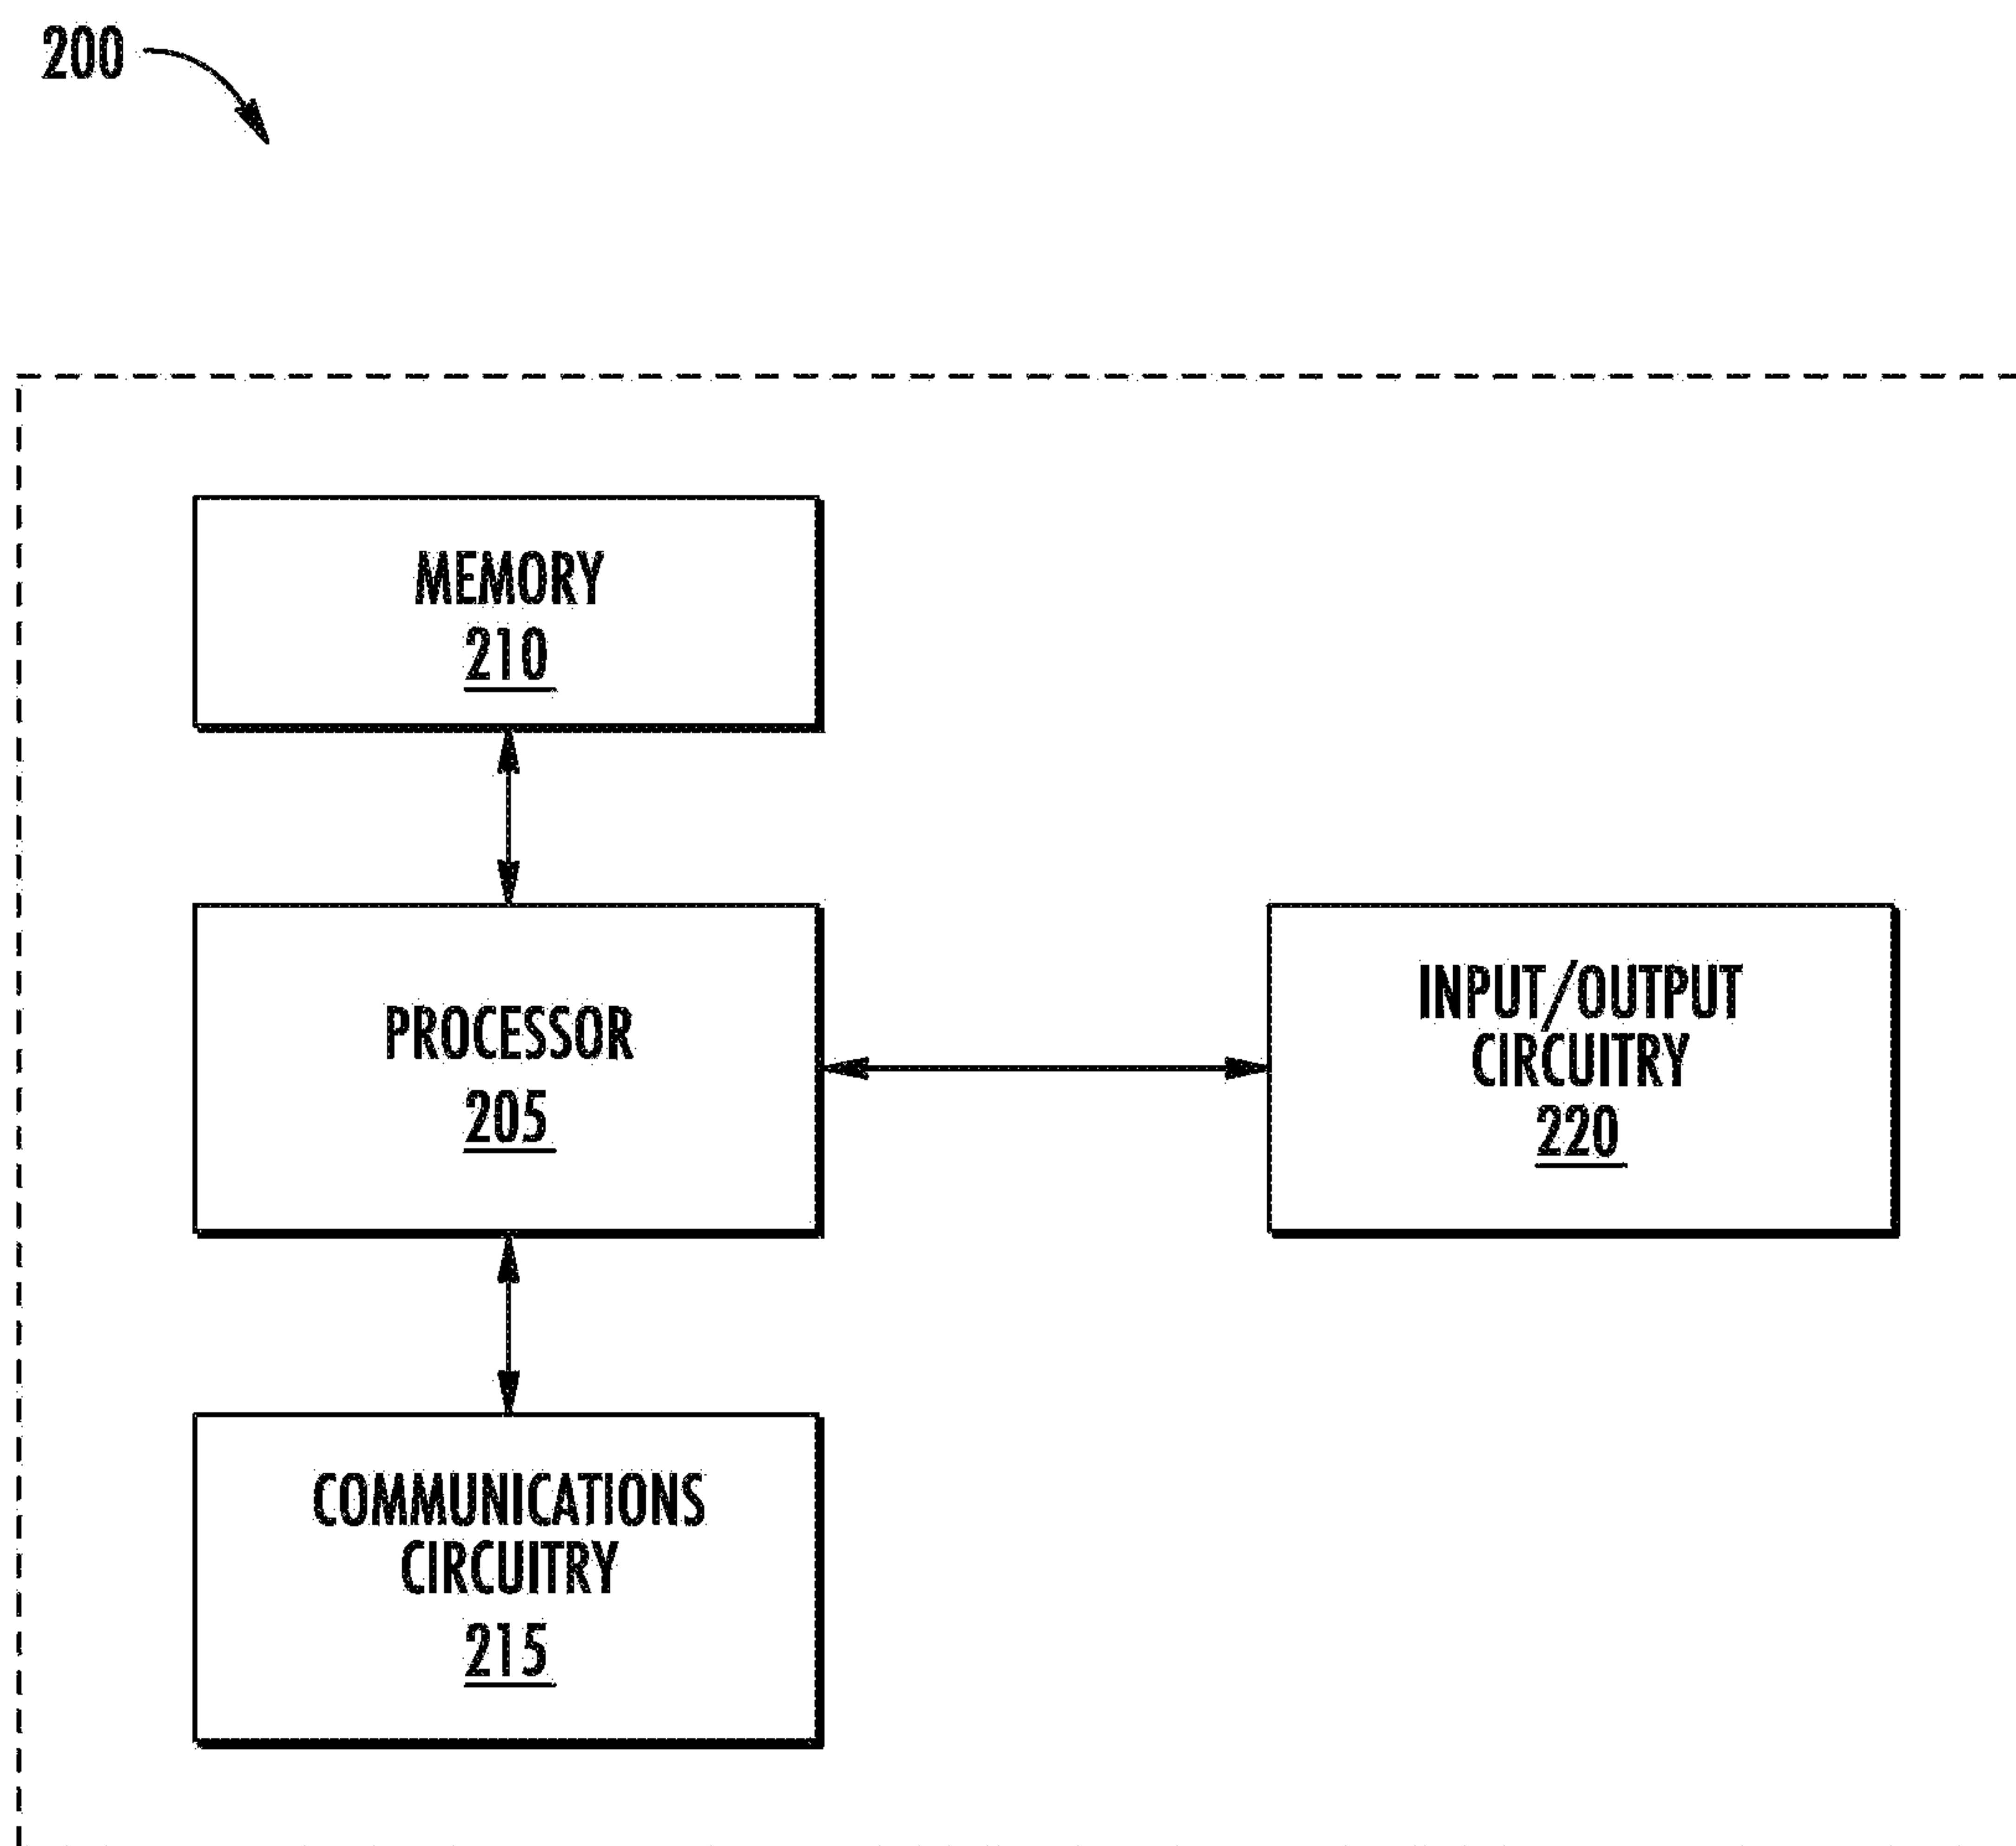 200
MEMORY
210
PROCESSOR
205
INPUT/OUTPUT
CIRCUITRY
220
COMMUNICATIONS
CIRCUITRY
215